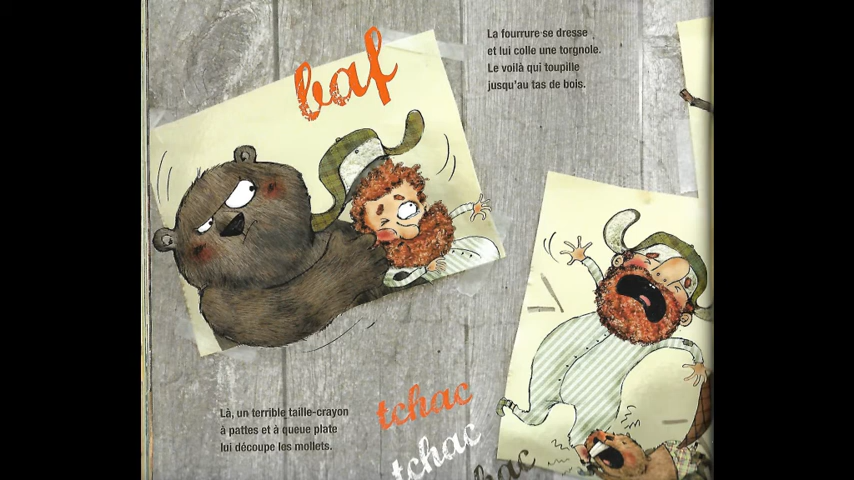 baf
La fourrure se dresse
et lui colle une torgnole.
Le voilà qui toupille
jusqu'au tas de bois.
Là, un terrible taille-crayon
à pattes et à queue plate
lui découpe les mollets.
tchac
tchac